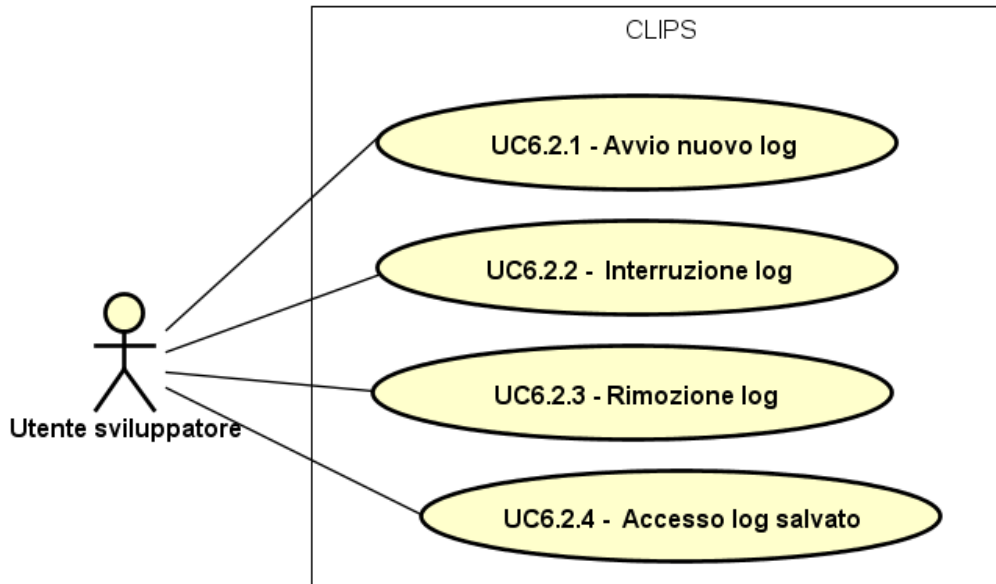 CLIPS
UC6.2.1 - Avvio nuovo log
UC6.2.2 - Interruzione log
UC6.2.3 - Rimozione log
Utente sviluppatore
UC6.2.4 - Accesso log salvato